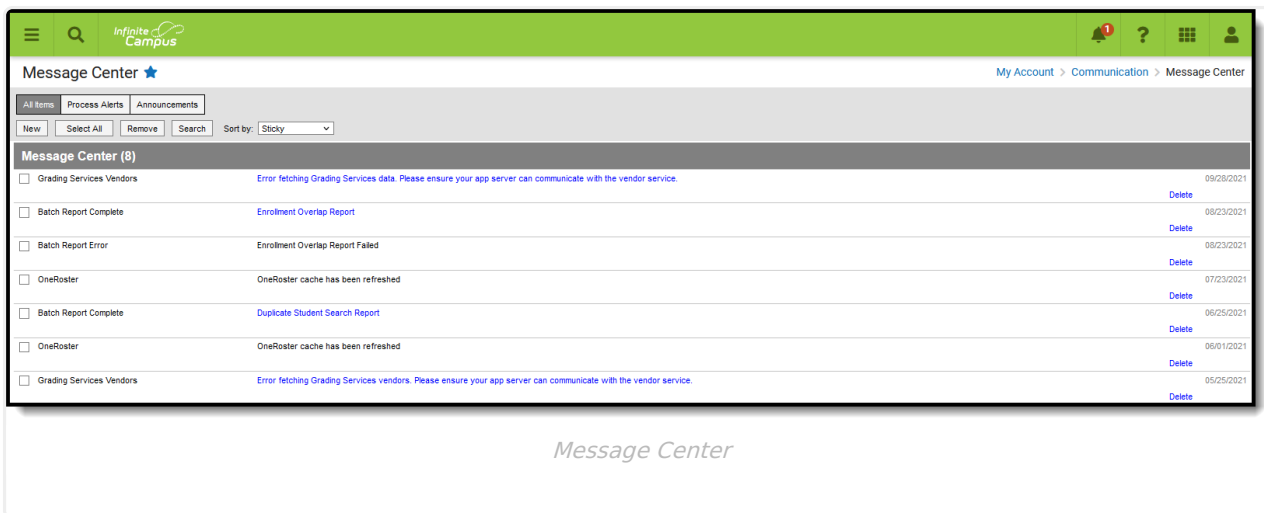 Infinite Campus
1
?
Message Center
My Account > Communication > Message Center
All Items Process Alerts Announcements
New Select All Remove Search Sort by: Sticky
Message Center (8)
Grading Services Vendors Error fetching Grading Services data. Please ensure your app server can communicate with the vendor service. 09/28/2021
Delete
Batch Report Complete Enrollment Overlap Report 08/23/2021
Delete
Batch Report Error Enrollment Overlap Report Failed 08/23/2021
Delete
OneRoster OneRoster cache has been refreshed 07/23/2021
Delete
Batch Report Complete Duplicate Student Search Report 06/25/2021
Delete
OneRoster OneRoster cache has been refreshed 06/01/2021
Delete
Grading Services Vendors Error fetching Grading Services vendors. Please ensure your app server can communicate with the vendor service. 05/25/2021
Delete
Message Center